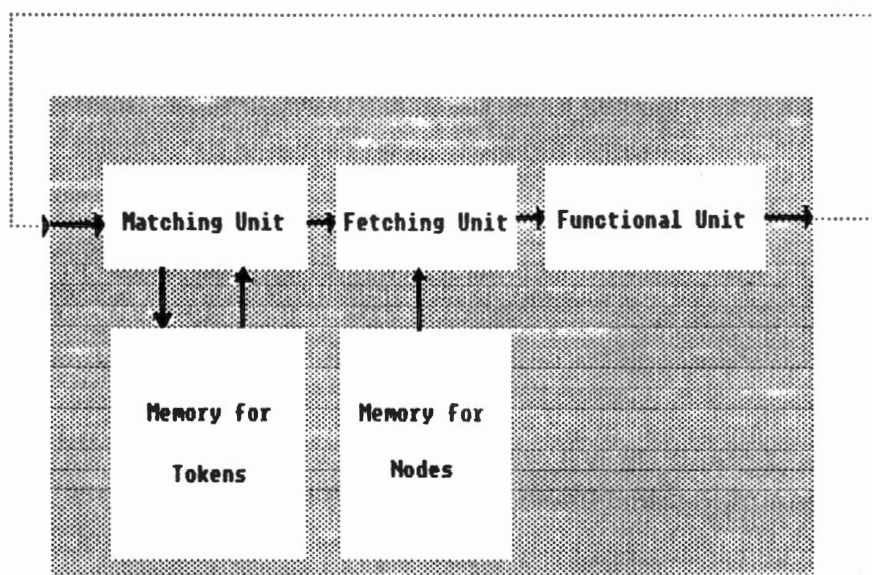 Matching Unit
Fetching Unit
Functional Unit
Memory for
Tokens
Memory for
Nodes